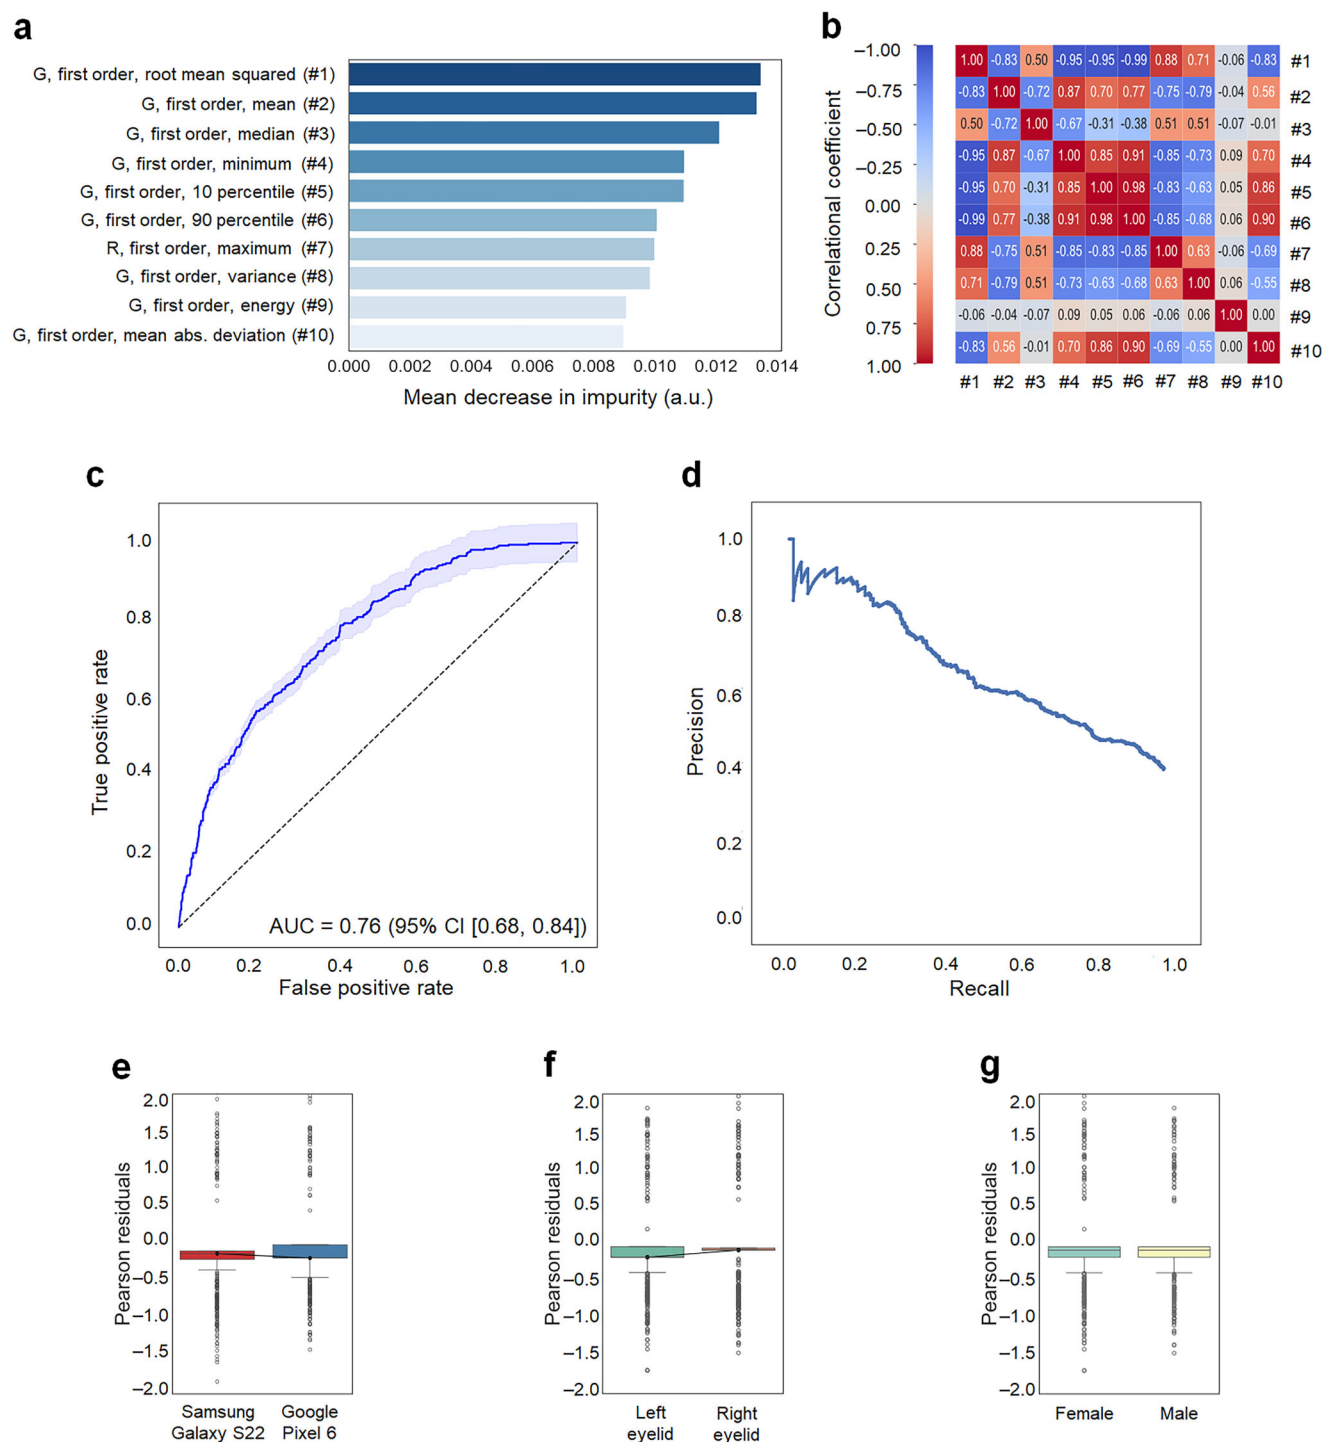 a
G, first order, root mean squared (#1)
G, first order, mean (#2)
G, first order, median (#3)
G, first order, minimum (#4)
G, first order, 10 percentile (#5)
G, first order, 90 percentile (#6)
R, first order, maximum (#7)
G, first order, variance (#8)
G, first order, energy (#9)
G, first order, mean abs. deviation (#10)
0.000 0.002 0.004 0.006 0.008 0.010 0.012 0.014
Mean decrease in impurity (a.u.)
b
Correlational coefficient
–1.00
–0.75
–0.50
–0.25
0.00
0.25
0.50
0.75
1.00
1.00 -0.83 0.50 -0.95 -0.95 -0.99 0.88 0.71 -0.06 -0.83 #1
-0.83 1.00 -0.72 0.87 0.70 0.77 -0.75 -0.79 -0.04 0.56 #2
0.50 -0.72 1.00 -0.67 -0.31 -0.38 0.51 0.51 -0.07 -0.01 #3
-0.95 0.87 -0.67 1.00 0.85 0.91 -0.85 -0.73 0.09 0.70 #4
-0.95 0.70 -0.31 0.85 1.00 0.98 -0.83 -0.63 0.05 0.86 #5
-0.99 0.77 -0.38 0.91 0.98 1.00 -0.85 -0.68 0.06 0.90 #6
0.88 -0.75 0.51 -0.85 -0.83 -0.85 1.00 0.63 -0.06 -0.69 #7
0.71 -0.79 0.51 -0.73 -0.63 -0.68 0.63 1.00 0.06 -0.55 #8
-0.06 -0.04 -0.07 0.09 0.05 0.06 -0.06 0.06 1.00 0.00 #9
-0.83 0.56 -0.01 0.70 0.86 0.90 -0.69 -0.55 0.00 1.00 #10
#1 #2 #3 #4 #5 #6 #7 #8 #9 #10
c
True positive rate
1.0
0.8
0.6
0.4
0.2
0.0
AUC = 0.76 (95% CI [0.68, 0.84])
0.0 0.2 0.4 0.6 0.8 1.0
False positive rate
d
Precision
1.0
0.8
0.6
0.4
0.2
0.0
0.0 0.2 0.4 0.6 0.8 1.0
Recall
e
Pearson residuals
2.0
1.5
1.0
0.5
0.0
–0.5
–1.0
–1.5
–2.0
Samsung
Galaxy S22
Google
Pixel 6
f
Pearson residuals
2.0
1.5
1.0
0.5
0.0
–0.5
–1.0
–1.5
–2.0
Left
eyelid
Right
eyelid
g
Pearson residuals
2.0
1.5
1.0
0.5
0.0
–0.5
–1.0
–1.5
–2.0
Female
Male